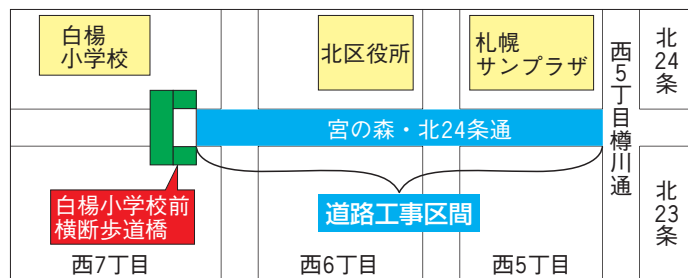 白楊
小学校
北区役所
札幌
サンプラザ
西5丁目樽川通
北24条
宮の森・北24条通
白楊小学校前
横断歩道橋
道路工事区間
北23条
西7丁目
西6丁目
西5丁目